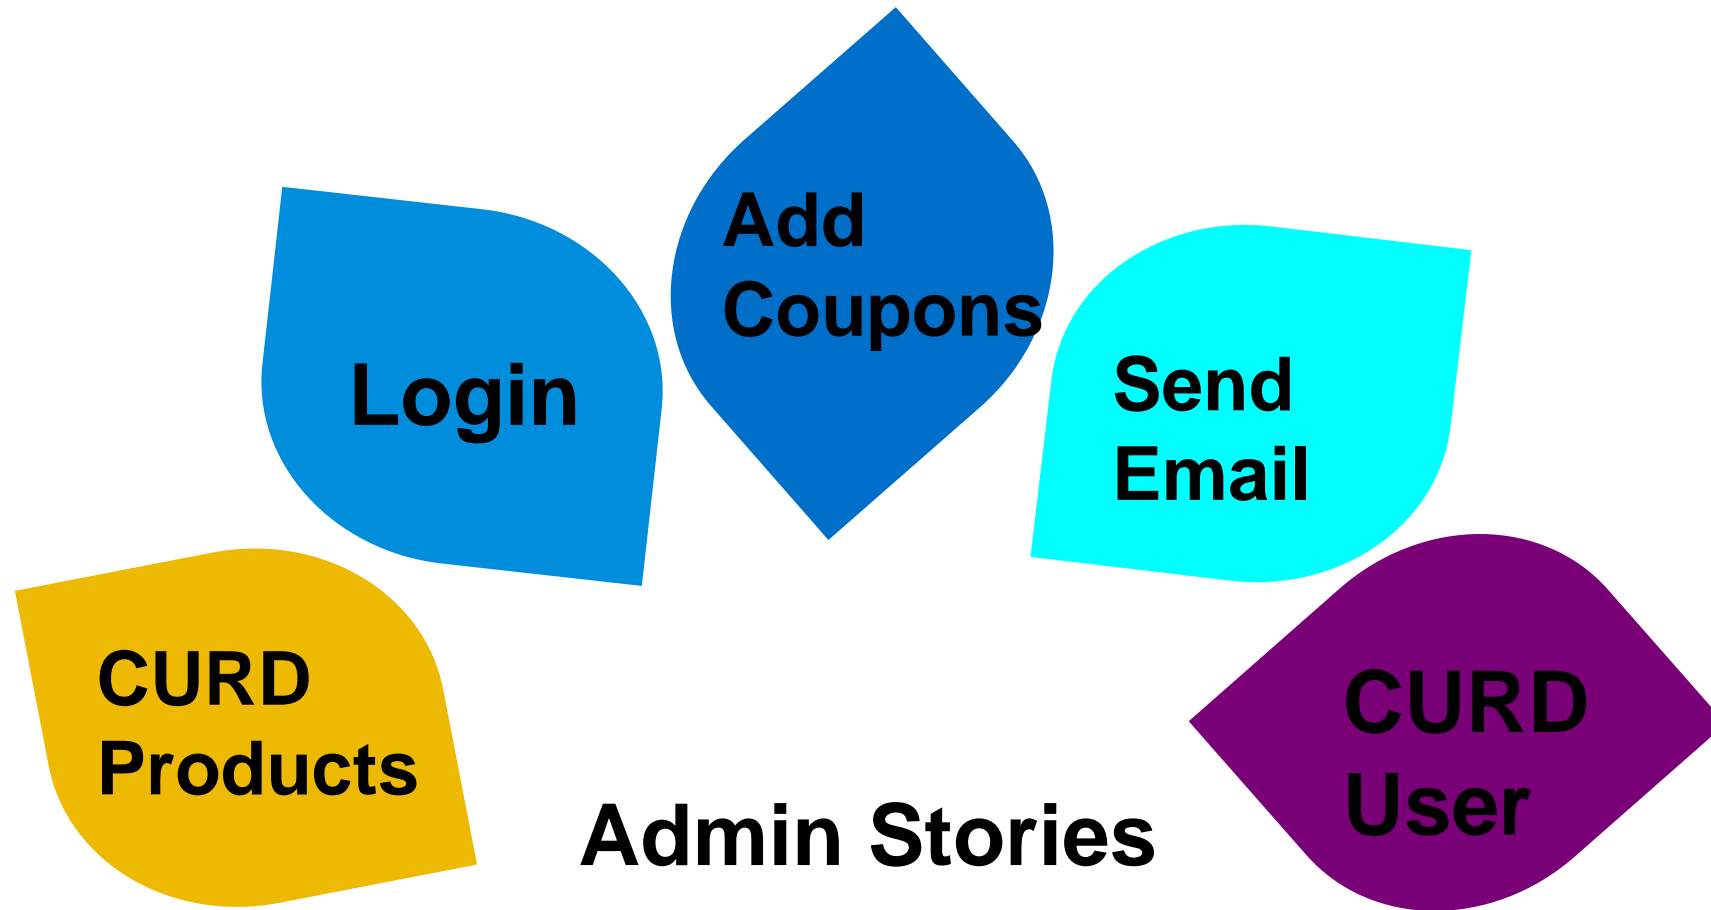 Add
Coupons
Login
Send
Email
CURD
Products
CURD
User
Admin Stories